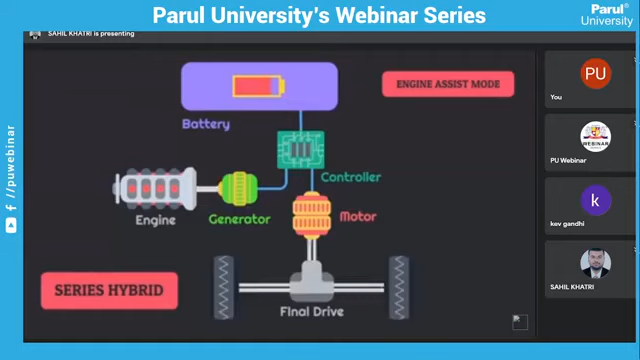 Parul University's Webinar Series
Parul®
University
SAHIL KHATRI is presenting
ENGINE ASSIST MODE
Battery
Controller
Engine
Generator
Motor
SERIES HYBRID
FInal Drive
PU
You
WEBINAR
PU Webinar
k
kev gandhi
SAHIL KHATRI
//puwebinar